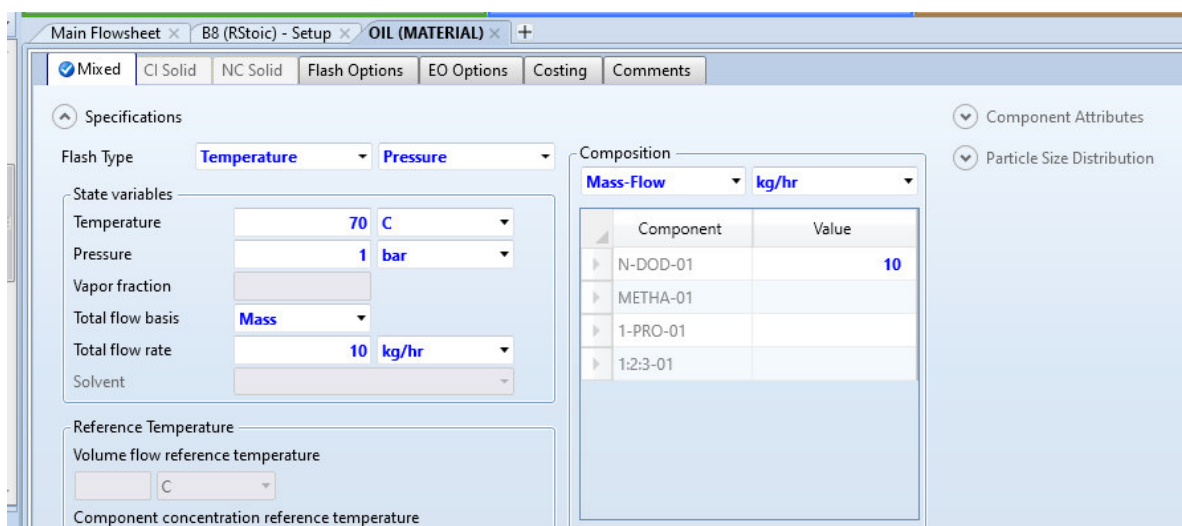 Main Flowsheet × B8 (RStoic) - Setup × OIL (MATERIAL) × +
Mixed CI Solid NC Solid Flash Options EO Options Costing Comments
Specifications
Flash Type Temperature Pressure
State variables
Temperature 70 C
Pressure 1 bar
Vapor fraction
Total flow basis Mass
Total flow rate 10 kg/hr
Solvent
Reference Temperature
Volume flow reference temperature
C
Component concentration reference temperature
Composition
Mass-Flow kg/hr
Component Value
N-DOD-01 10
METHA-01
1-PRO-01
1:2:3-01
Component Attributes
Particle Size Distribution